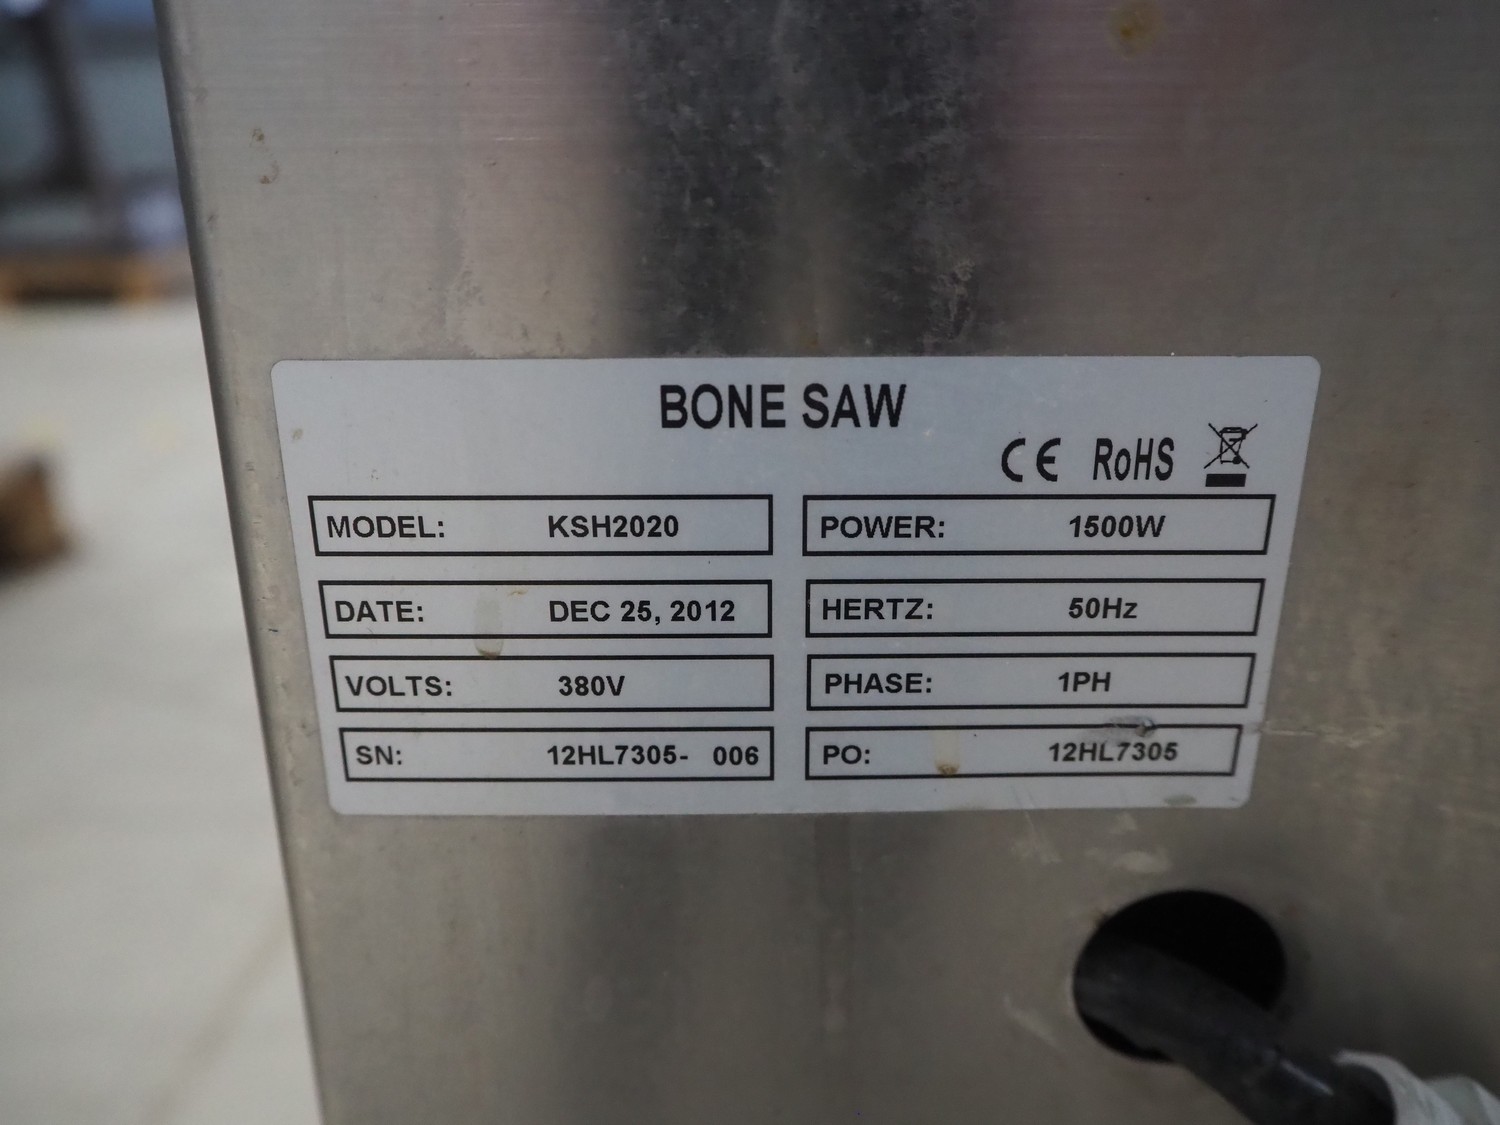 BONE SAW
CE RoHS
MODEL: KSH2020 POWER: 1500W
DATE: DEC 25, 2012 HERTZ: 50Hz
VOLTS: 380V PHASE: 1PH
SN: 12HL7305- 006 PO: 12HL7305